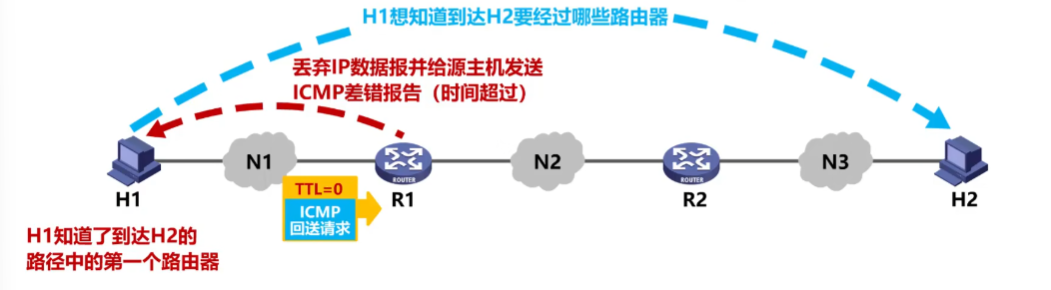 H1想知道到达H2要经过哪些路由器
丢弃IP数据报并给源主机发送
ICMP差错报告（时间超过）
N1
N2
N3
ROUTER
ROUTER
H1
TTL=0
R1
R2
H2
ICMP
回送请求
H1知道了到达H2的
路径中的第一个路由器